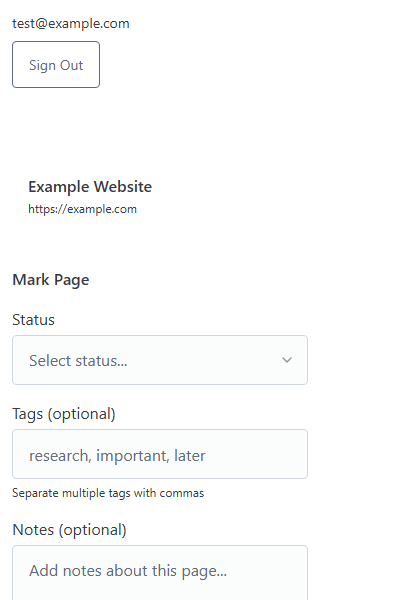 test@example.com
Sign Out
Example Website
https://example.com
Mark Page
Status
Select status...
Tags (optional)
research, important, later
Separate multiple tags with commas
Notes (optional)
Add notes about this page...